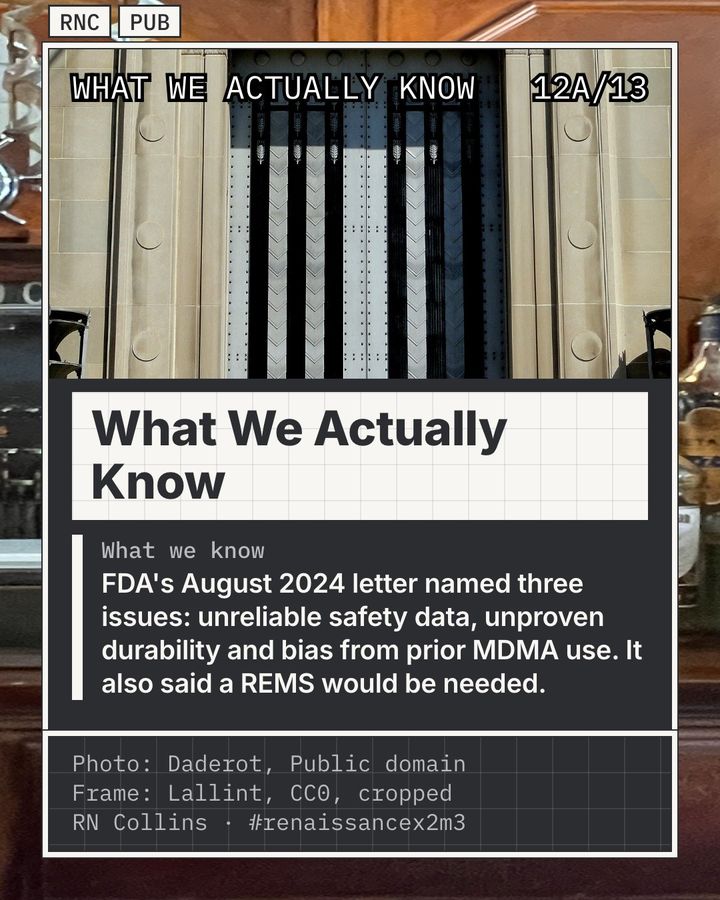 RNC PUB
WHAT WE ACTUALLY KNOW 12A/13
What We Actually
Know
What we know
FDA's August 2024 letter named three
issues: unreliable safety data, unproven
durability and bias from prior MDMA use. It
also said a REMS would be needed.
Photo: Daderot, Public domain
Frame: Lallint, CC0, cropped
RN Collins · #renaissancex2m3